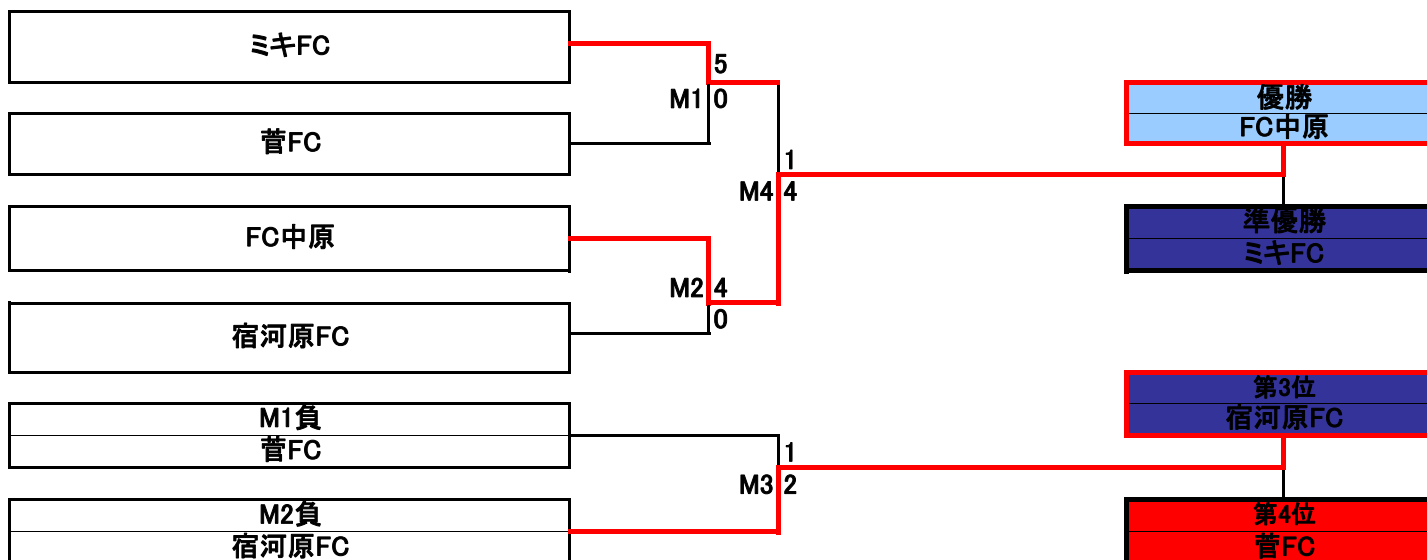 ミキFC
5
M1 0
菅FC
優勝
FC中原
1
M4 4
FC中原
準優勝
ミキFC
M2 4
0
宿河原FC
第3位
宿河原FC
M1負
菅FC
1
M3 2
M2負
宿河原FC
第4位
菅FC